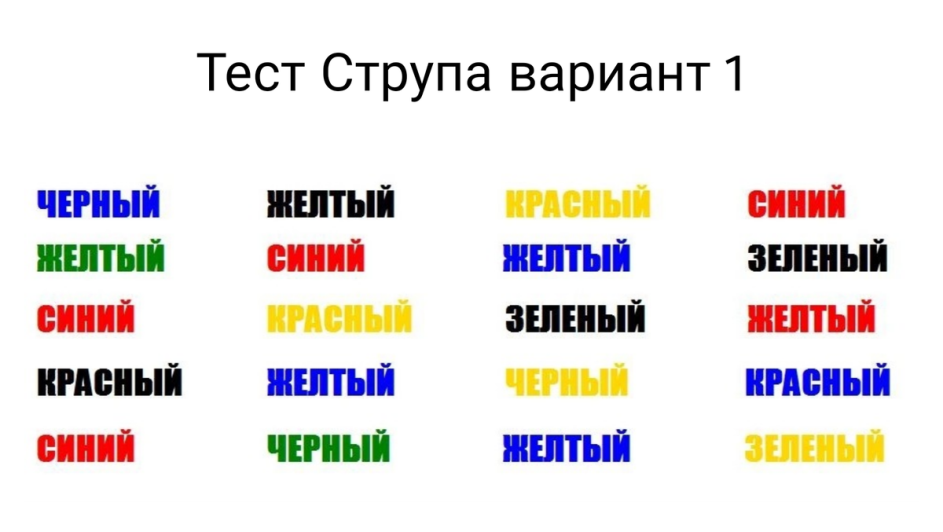 Тест Струпа вариант 1
ЧЕРНЫЙ ЖЕЛТЫЙ КРАСНЫЙ СИНИЙ
ЖЕЛТЫЙ СИНИЙ ЖЕЛТЫЙ ЗЕЛЕНЫЙ
СИНИЙ КРАСНЫЙ ЗЕЛЕНЫЙ ЖЕЛТЫЙ
КРАСНЫЙ ЖЕЛТЫЙ ЧЕРНЫЙ КРАСНЫЙ
СИНИЙ ЧЕРНЫЙ ЖЕЛТЫЙ ЗЕЛЕНЫЙ